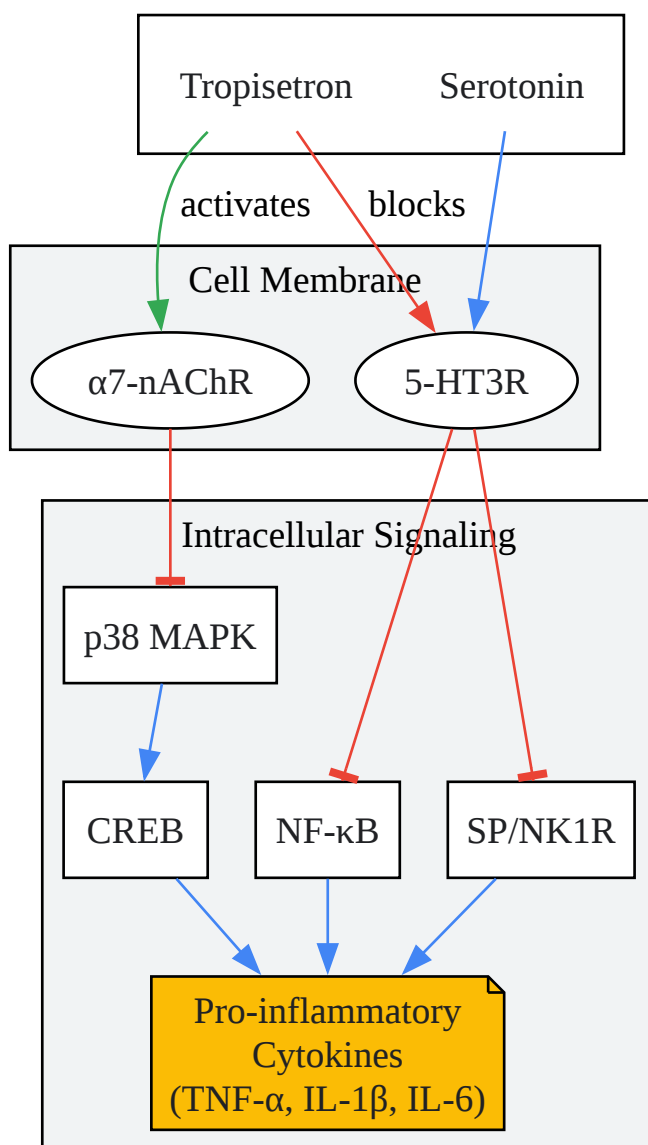 Tropisetron
Serotonin
activates
blocks
Cell Membrane
α7-nAChR
5-HT3R
Intracellular Signaling
p38 MAPK
CREB
NF-κB
SP/NK1R
Pro-inflammatory
Cytokines
(TNF-α, IL-1β, IL-6)